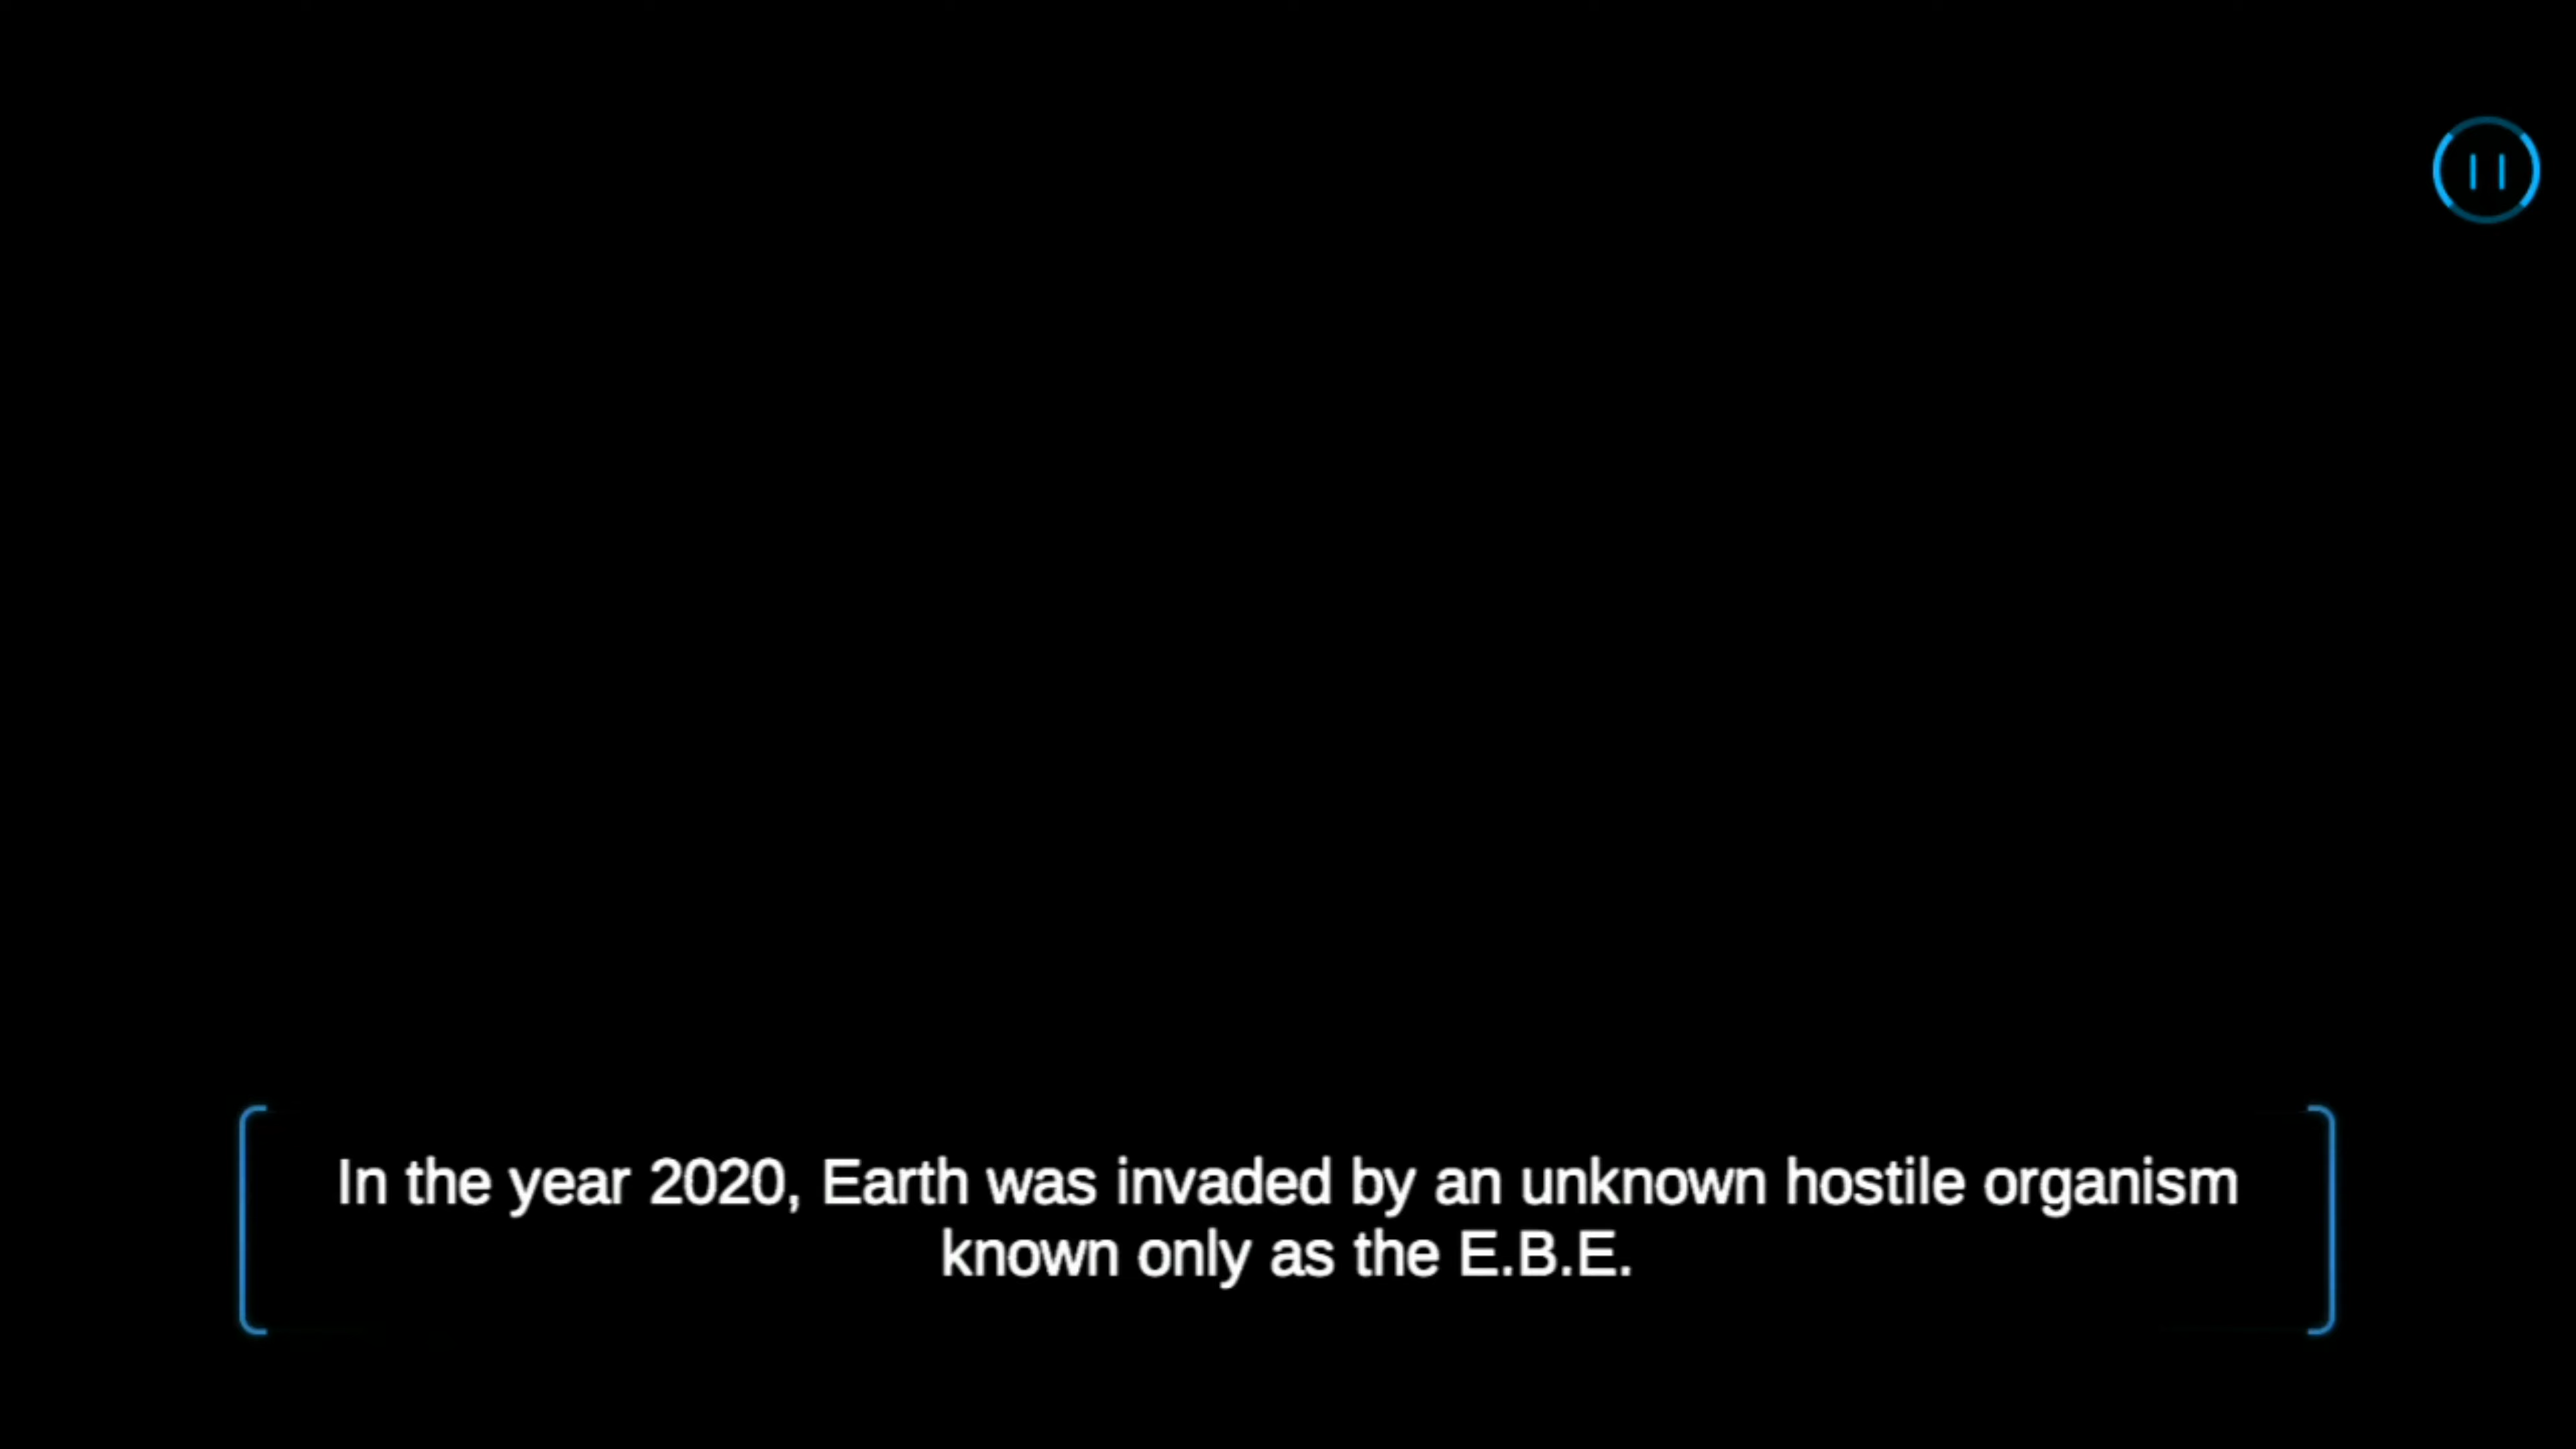 In the year 2020, Earth was invaded by an unknown hostile organism
known only as the E.B.E.